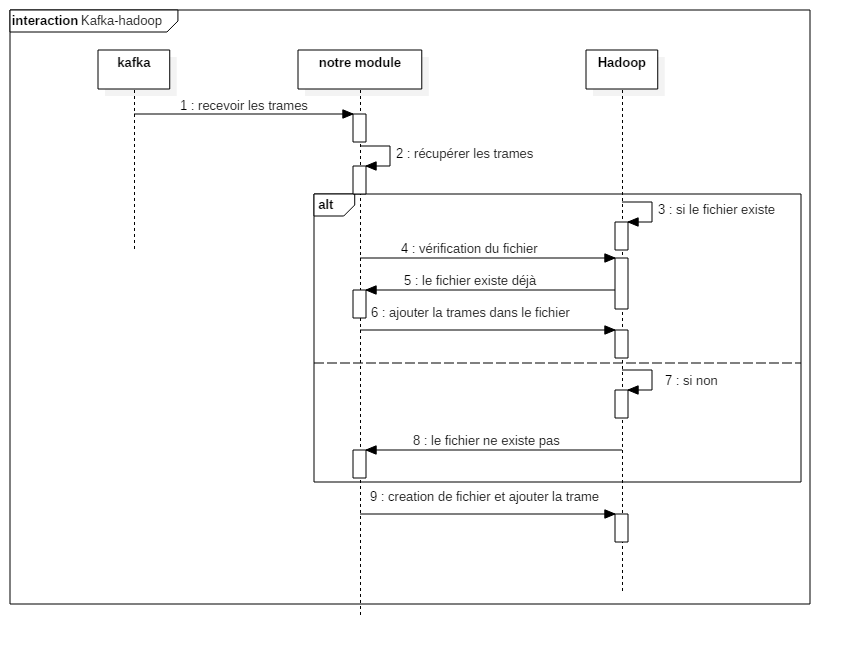 interaction Kafka-hadoop
kafka
notre module
Hadoop
1 : recevoir les trames
2 : récupérer les trames
alt
3 : si le fichier existe
4 : vérification du fichier
5 : le fichier existe déjà
6 : ajouter la trames dans le fichier
7 : si non
8 : le fichier ne existe pas
9 : creation de fichier et ajouter la trame